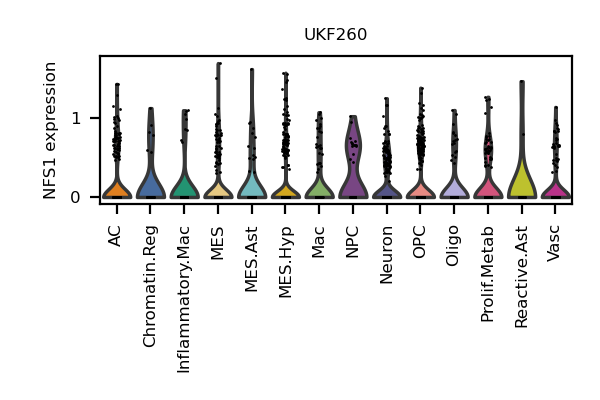 UKF260
NFS1 expression
1
0
AC
Chromatin.Reg
Inflammatory.Mac
MES
MES.Ast
MES.Hyp
Mac
NPC
Neuron
OPC
Oligo
Prolif.Metab
Reactive.Ast
Vasc